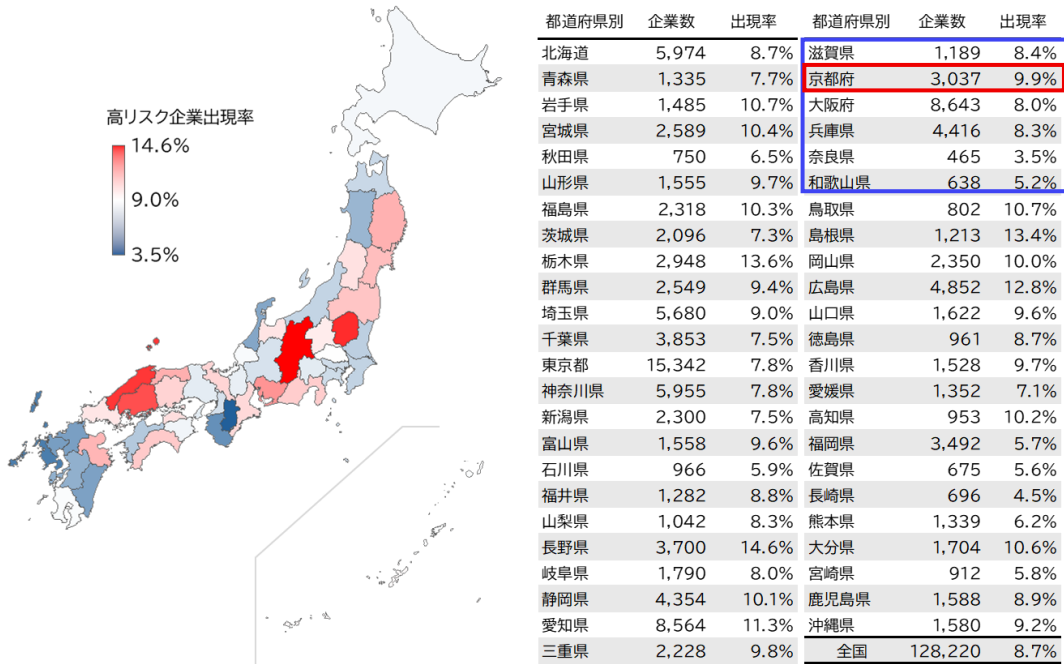 高リスク企業出現率
14.6%
9.0%
3.5%
都道府県別 企業数 出現率
北海道 5,974 8.7%
青森県 1,335 7.7%
岩手県 1,485 10.7%
宮城県 2,589 10.4%
秋田県 750 6.5%
山形県 1,555 9.7%
福島県 2,318 10.3%
茨城県 2,096 7.3%
栃木県 2,948 13.6%
群馬県 2,549 9.4%
埼玉県 5,680 9.0%
千葉県 3,853 7.5%
東京都 15,342 7.8%
神奈川県 5,955 7.8%
新潟県 2,300 7.5%
富山県 1,558 9.6%
石川県 966 5.9%
福井県 1,282 8.8%
山梨県 1,042 8.3%
長野県 3,700 14.6%
岐阜県 1,790 8.0%
静岡県 4,354 10.1%
愛知県 8,564 11.3%
三重県 2,228 9.8%
都道府県別 企業数 出現率
滋賀県 1,189 8.4%
京都府 3,037 9.9%
大阪府 8,643 8.0%
兵庫県 4,416 8.3%
奈良県 465 3.5%
和歌山県 638 5.2%
鳥取県 802 10.7%
島根県 1,213 13.4%
岡山県 2,350 10.0%
広島県 4,852 12.8%
山口県 1,622 9.6%
徳島県 961 8.7%
香川県 1,528 9.7%
愛媛県 1,352 7.1%
高知県 953 10.2%
福岡県 3,492 5.7%
佐賀県 675 5.6%
長崎県 696 4.5%
熊本県 1,339 6.2%
大分県 1,704 10.6%
宮崎県 912 5.8%
鹿児島県 1,588 8.9%
沖縄県 1,580 9.2%
全国 128,220 8.7%